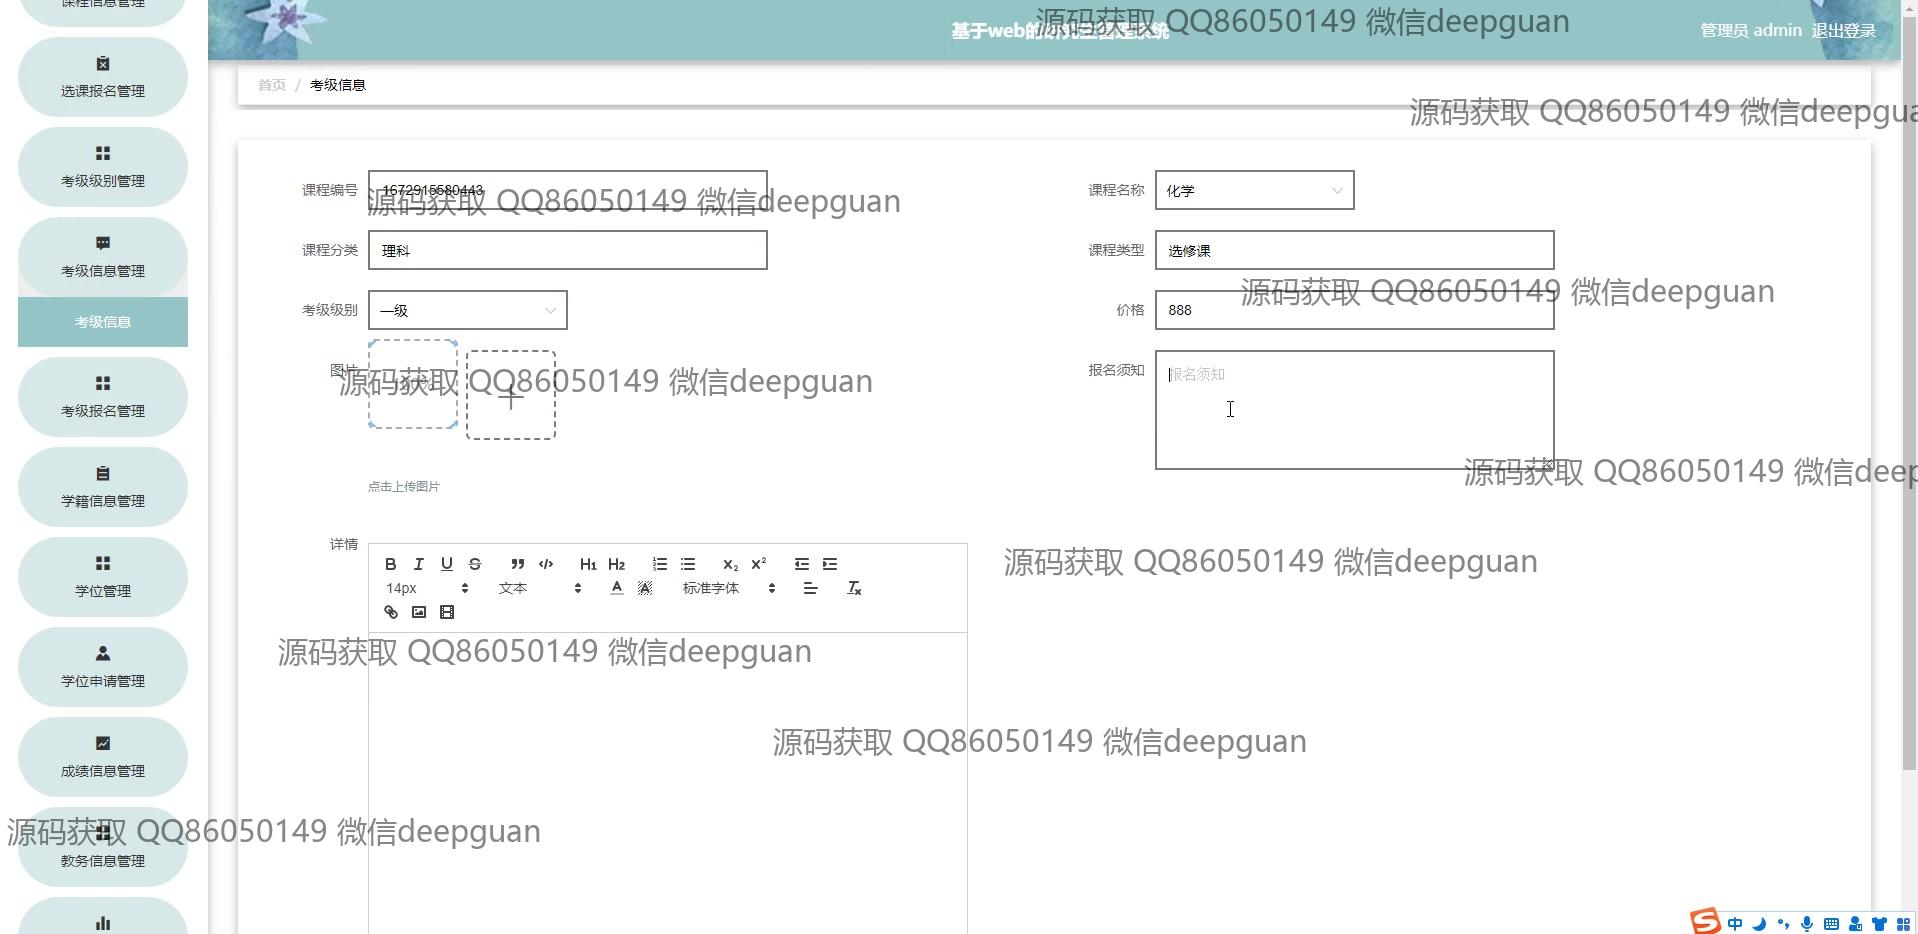 课程信息管理
选课报名管理
考级级别管理
考级信息管理
考级信息
考级报名管理
学籍信息管理
学位管理
学位申请管理
成绩信息管理
教务信息管理
基于web的研究生管理系统
管理员 admin 退出登录
首页 / 考级信息
课程编号 1672915580443
课程名称 化学
课程分类 理科
课程类型 选修课
考级级别 一级
价格 888
图片
报名须知 报名须知
点击上传图片
详情
B I U S H1 H2 X2 X2
14px 文本 A A 标准字体 Tx
源码获取 QQ86050149 微信deepguan
源码获取 QQ86050149 微信deepgua
源码获取 QQ86050149 微信deepguan
源码获取 QQ86050149 微信deepguan
源码获取 QQ86050149 微信deepguan
源码获取 QQ86050149 微信deep
源码获取 QQ86050149 微信deepguan
源码获取 QQ86050149 微信deepguan
源码获取 QQ86050149 微信deepguan
源码获取 QQ86050149 微信deepguan
S 中